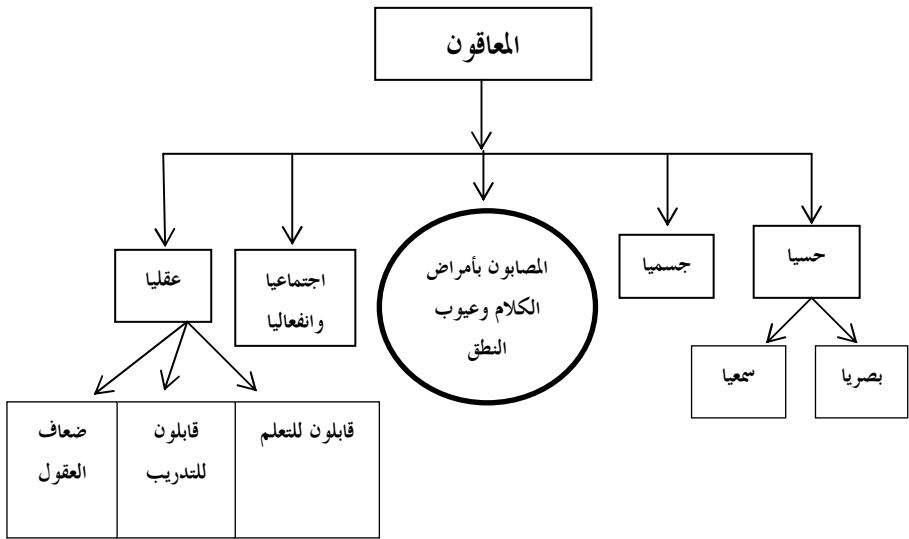 المعاقون
حسيا
جسميا
المصابون بأمراض
الكلام وعيوب
النطق
اجتماعيا
وانفعاليا
عقليا
بصريا
سمعيا
قابلون للتعلم
قابلون
للتدريب
ضعاف
العقول